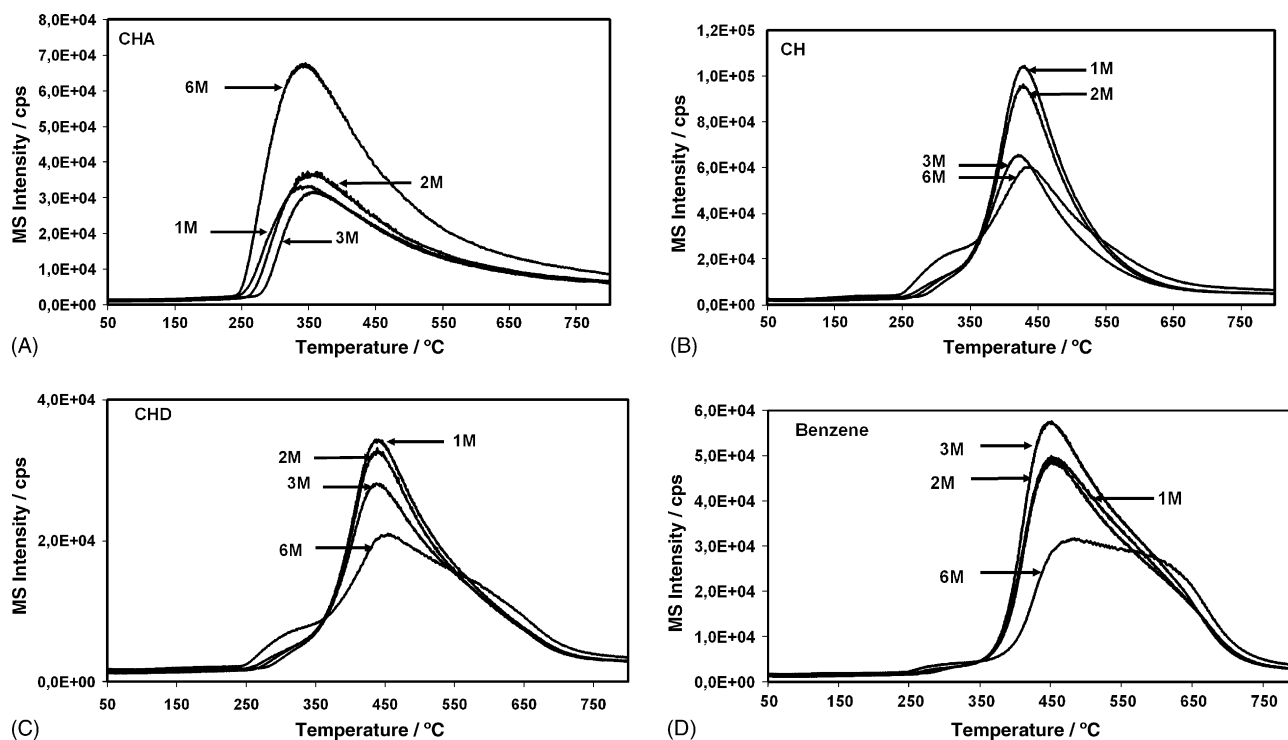 CHA
8,0E+04
7,0E+04
6,0E+04
5,0E+04
4,0E+04
3,0E+04
2,0E+04
1,0E+04
0,0E+00
MS Intensity / cps
6M
2M
1M
3M
50 150 250 350 450 550 650 750
Temperature / ºC
(A)
CH
1,2E+05
1,0E+05
8,0E+04
6,0E+04
4,0E+04
2,0E+04
0,0E+00
MS Intensity / cps
1M
2M
3M
6M
50 150 250 350 450 550 650 750
Temperature / ºC
(B)
CHD
4,0E+04
2,0E+04
0,0E+00
MS Intensity / cps
1M
2M
3M
6M
50 150 250 350 450 550 650 750
Temperature / ºC
(C)
Benzene
6,0E+04
5,0E+04
4,0E+04
3,0E+04
2,0E+04
1,0E+04
0,0E+00
MS Intensity / cps
3M
2M
1M
6M
50 150 250 350 450 550 650 750
Temperature / ºC
(D)